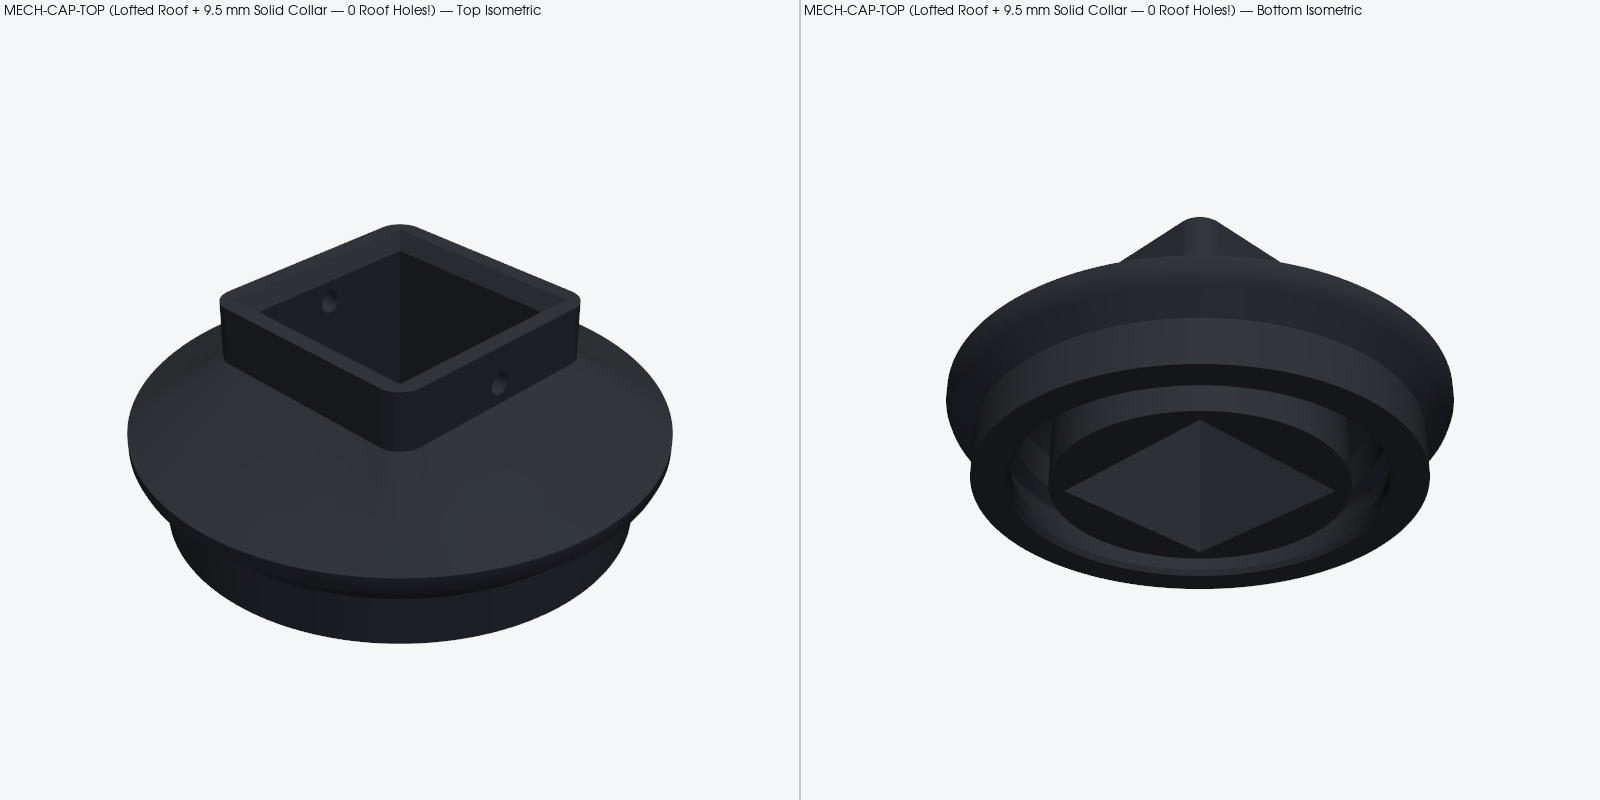 MECH-CAP-TOP (Lofted Roof + 9.5 mm Solid Collar — 0 Roof Holes!) — Top Isometric
MECH-CAP-TOP (Lofted Roof + 9.5 mm Solid Collar — 0 Roof Holes!) — Bottom Isometric